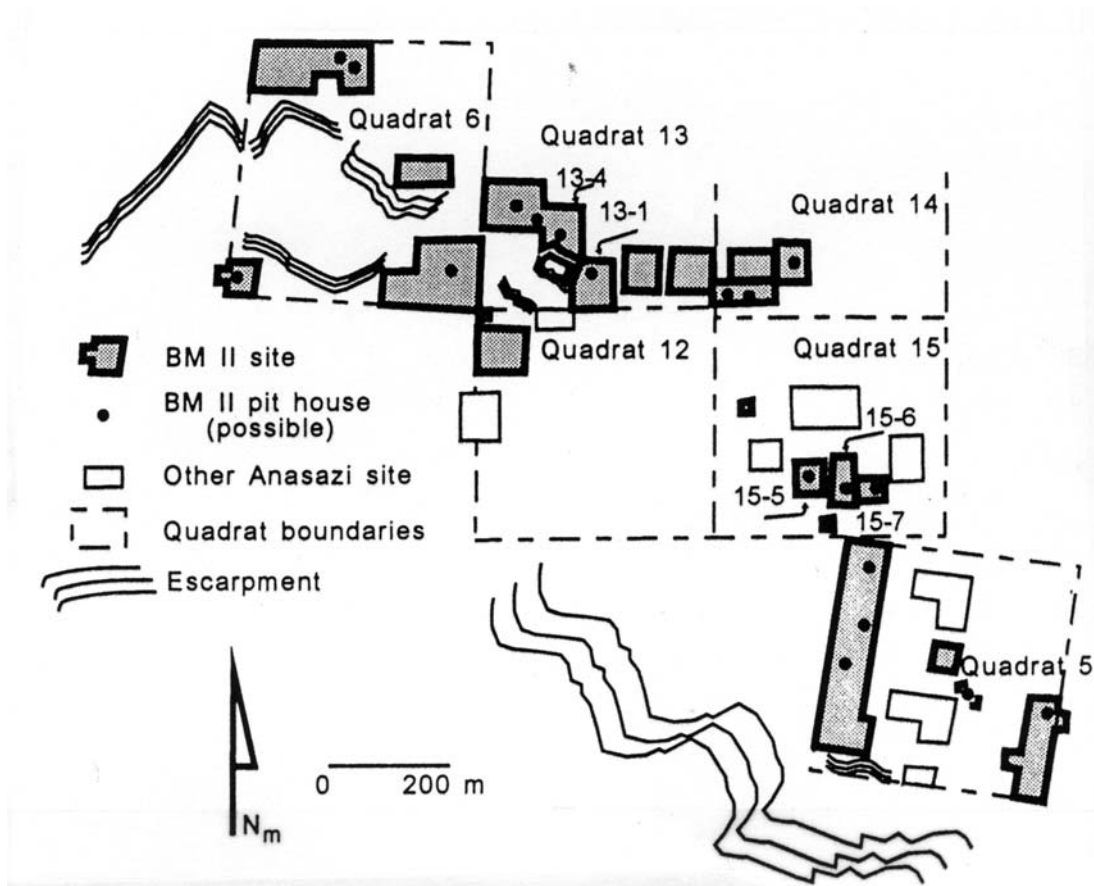 Quadrat 6
Quadrat 13
13-4
13-1
Quadrat 14
Quadrat 12
Quadrat 15
15-6
15-5
15-7
Quadrat 5
BM II site
BM II pit house
(possible)
Other Anasazi site
Quadrat boundaries
Escarpment
0 200 m
Nm